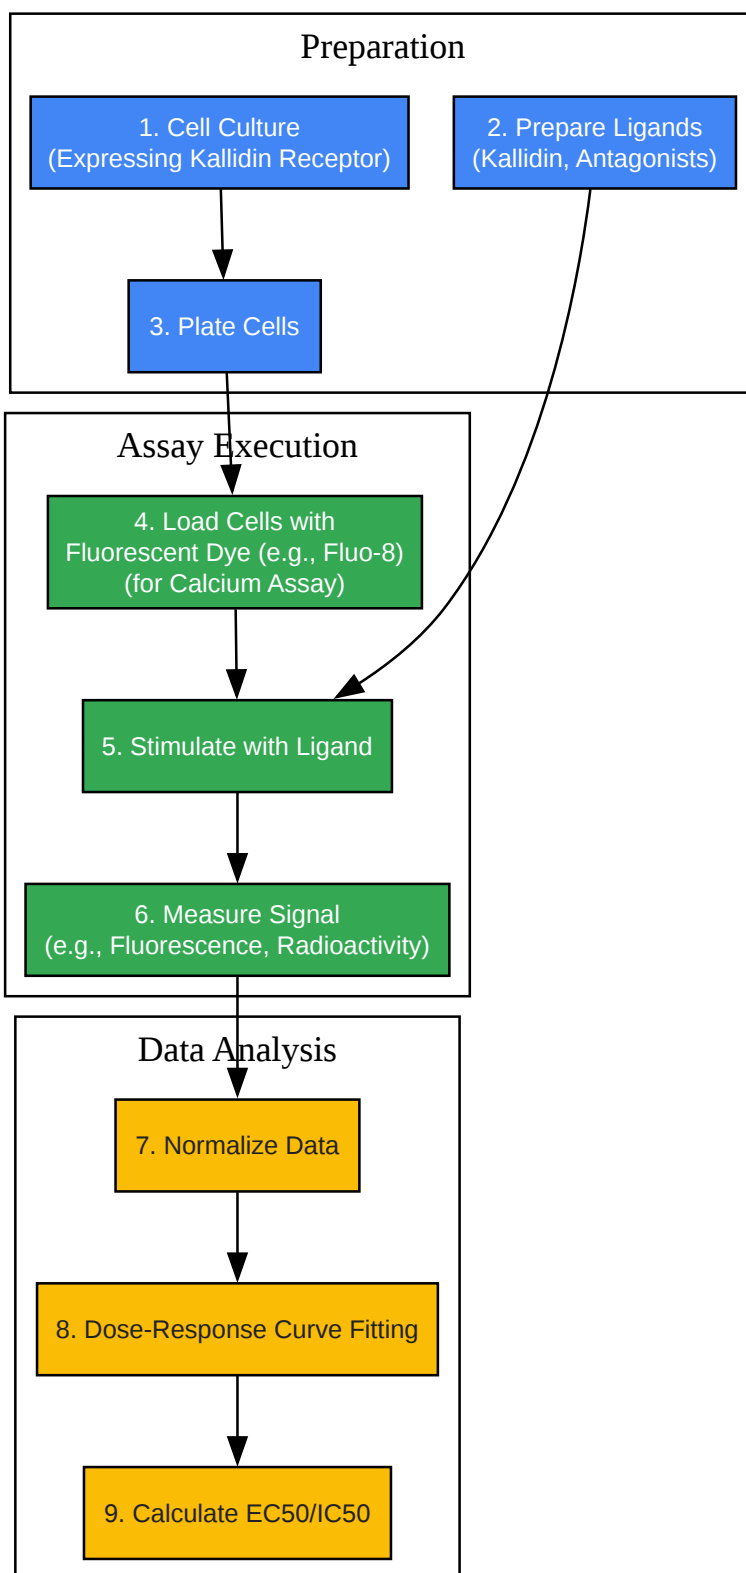 Preparation
1. Cell Culture
(Expressing Kallidin Receptor)
2. Prepare Ligands
(Kallidin, Antagonists)
3. Plate Cells
Assay Execution
4. Load Cells with
Fluorescent Dye (e.g., Fluo-8)
(for Calcium Assay)
5. Stimulate with Ligand
6. Measure Signal
(e.g., Fluorescence, Radioactivity)
Data Analysis
7. Normalize Data
8. Dose-Response Curve Fitting
9. Calculate EC50/IC50